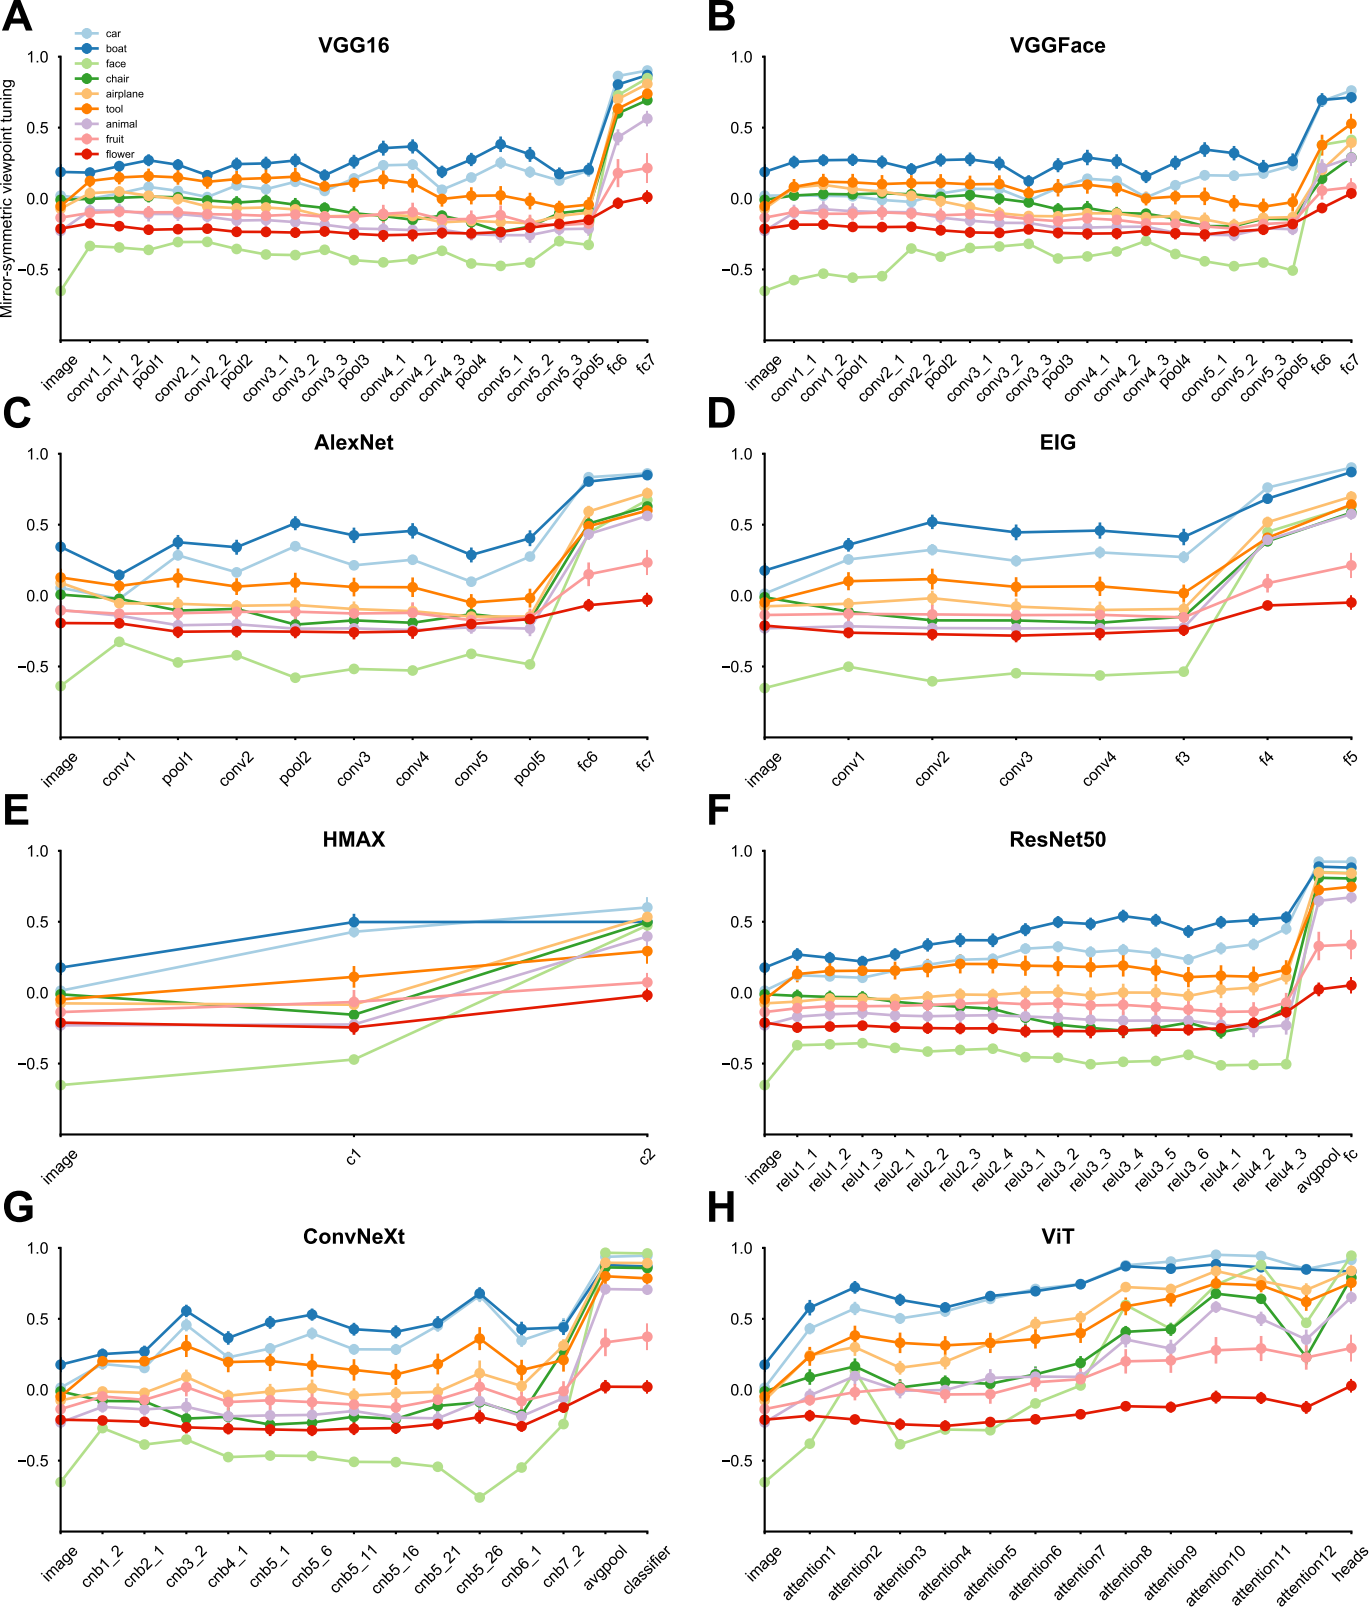 A
VGG16
Mirror-symmetric viewpoint tuning
car
boat
face
chair
airplane
tool
animal
fruit
flower
1.0
0.5
0.0
−0.5
image
conv1_1
conv1_2
pool1
conv2_1
conv2_2
pool2
conv3_1
conv3_2
conv3_3
pool3
conv4_1
conv4_2
conv4_3
pool4
conv5_1
conv5_2
conv5_3
pool5
fc6
fc7
B
VGGFace
1.0
0.5
0.0
−0.5
image
conv1_1
conv1_2
pool1
conv2_1
conv2_2
pool2
conv3_1
conv3_2
conv3_3
pool3
conv4_1
conv4_2
conv4_3
pool4
conv5_1
conv5_2
conv5_3
pool5
fc6
fc7
C
AlexNet
1.0
0.5
0.0
−0.5
image
conv1
pool1
conv2
pool2
conv3
conv4
conv5
pool5
fc6
fc7
D
EIG
1.0
0.5
0.0
−0.5
image
conv1
conv2
conv3
conv4
f3
f4
f5
E
HMAX
1.0
0.5
0.0
−0.5
image
c1
c2
F
ResNet50
1.0
0.5
0.0
−0.5
image
relu1_1
relu1_2
relu1_3
relu2_1
relu2_2
relu2_3
relu2_4
relu3_1
relu3_2
relu3_3
relu3_4
relu3_5
relu3_6
relu4_1
relu4_2
relu4_3
avgpool
fc
G
ConvNeXt
1.0
0.5
0.0
−0.5
image
cnb1_2
cnb2_1
cnb3_2
cnb4_1
cnb5_1
cnb5_6
cnb5_11
cnb5_16
cnb5_21
cnb5_26
cnb6_1
cnb7_2
avgpool
classifier
H
ViT
1.0
0.5
0.0
−0.5
image
attention1
attention2
attention3
attention4
attention5
attention6
attention7
attention8
attention9
attention10
attention11
attention12
heads